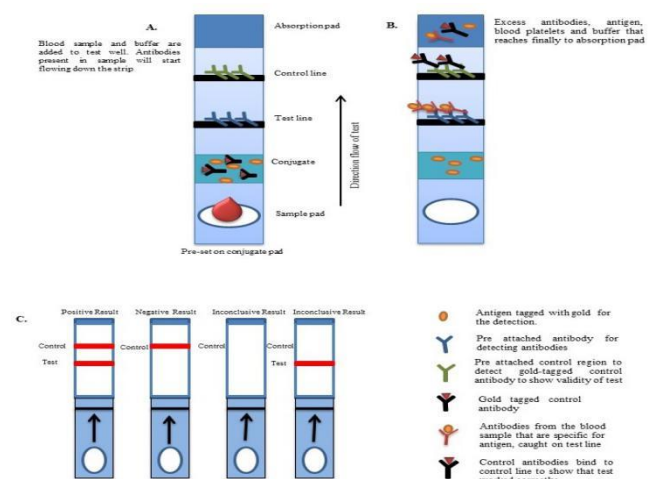 A.
Blood sample and buffer are
added to test well. Antibodies
present in sample will start
flowing down the strip
Absorption pad
Control line
Test line
Conjugate
Sample pad
Pre-set on conjugate pad
Direction flow of test
B.
Excess antibodies, antigen,
blood platelets and buffer that
reaches finally to absorption pad
C.
Positive Result
Negative Result
Inconclusive Result
Inconclusive Result
Control
Test
Control
Control
Control
Test
Antigen tagged with gold for
the detection.
Pre attached antibody for
detecting antibodies
Pre attached control region to
detect gold-tagged control
antibody to show validity of test
Gold tagged control
antibody
Antibodies from the blood
sample that are specific for
antigen, caught on test line
Control antibodies bind to
control line to show that test